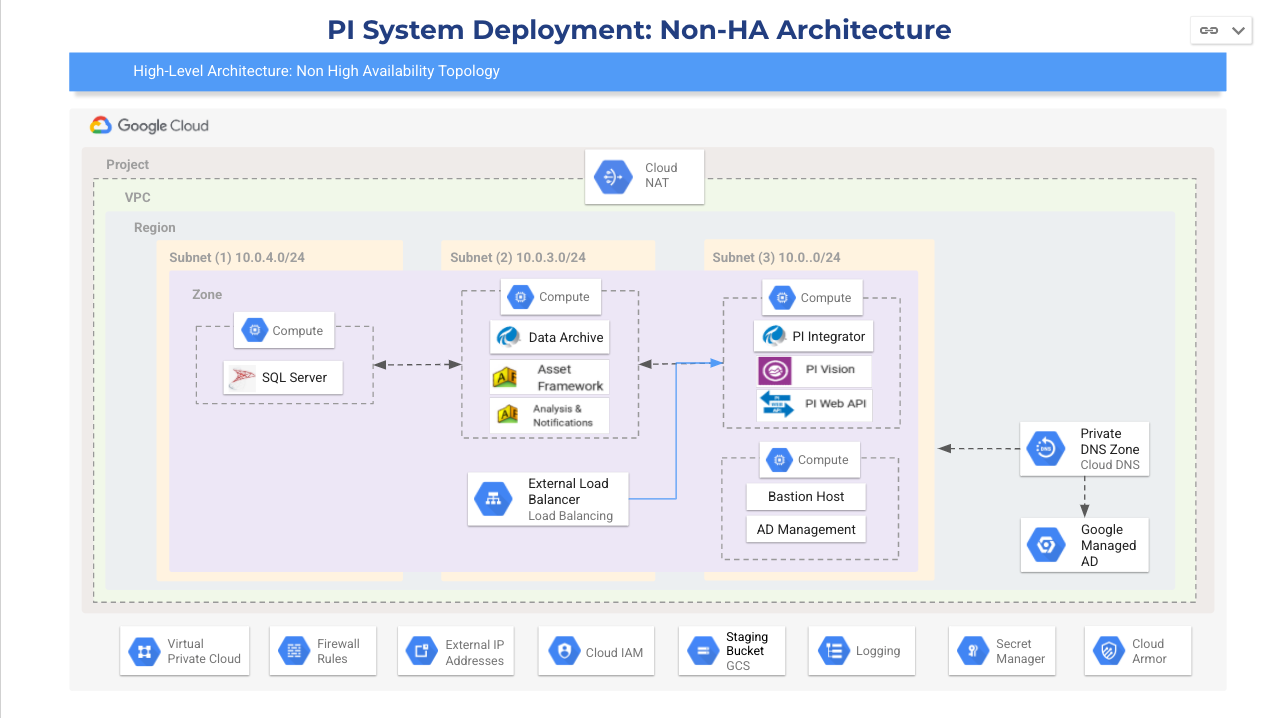 PI System Deployment: Non-HA Architecture
High-Level Architecture: Non High Availability Topology
Google Cloud
Project
Cloud
NAT
VPC
Region
Subnet (1) 10.0.4.0/24
Subnet (2) 10.0.3.0/24
Subnet (3) 10.0..0/24
Zone
Compute
SQL Server
Compute
Data Archive
Asset
Framework
Analysis &
Notifications
External Load
Balancer
Load Balancing
Compute
PI Integrator
PI Vision
PI
WEB
API
PI Web API
Compute
Bastion Host
AD Management
DNS
Private
DNS Zone
Cloud DNS
Google
Managed
AD
Virtual
Private Cloud
Firewall
Rules
External IP
Addresses
Cloud IAM
Staging
Bucket
GCS
Logging
Secret
Manager
Cloud
Armor